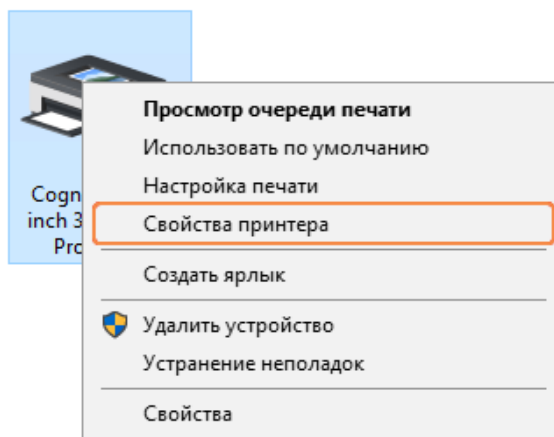 Просмотр очереди печати
Использовать по умолчанию
Настройка печати
Свойства принтера
Создать ярлык
Удалить устройство
Устранение неполадок
Свойства
Cogn
inch 3
Pro